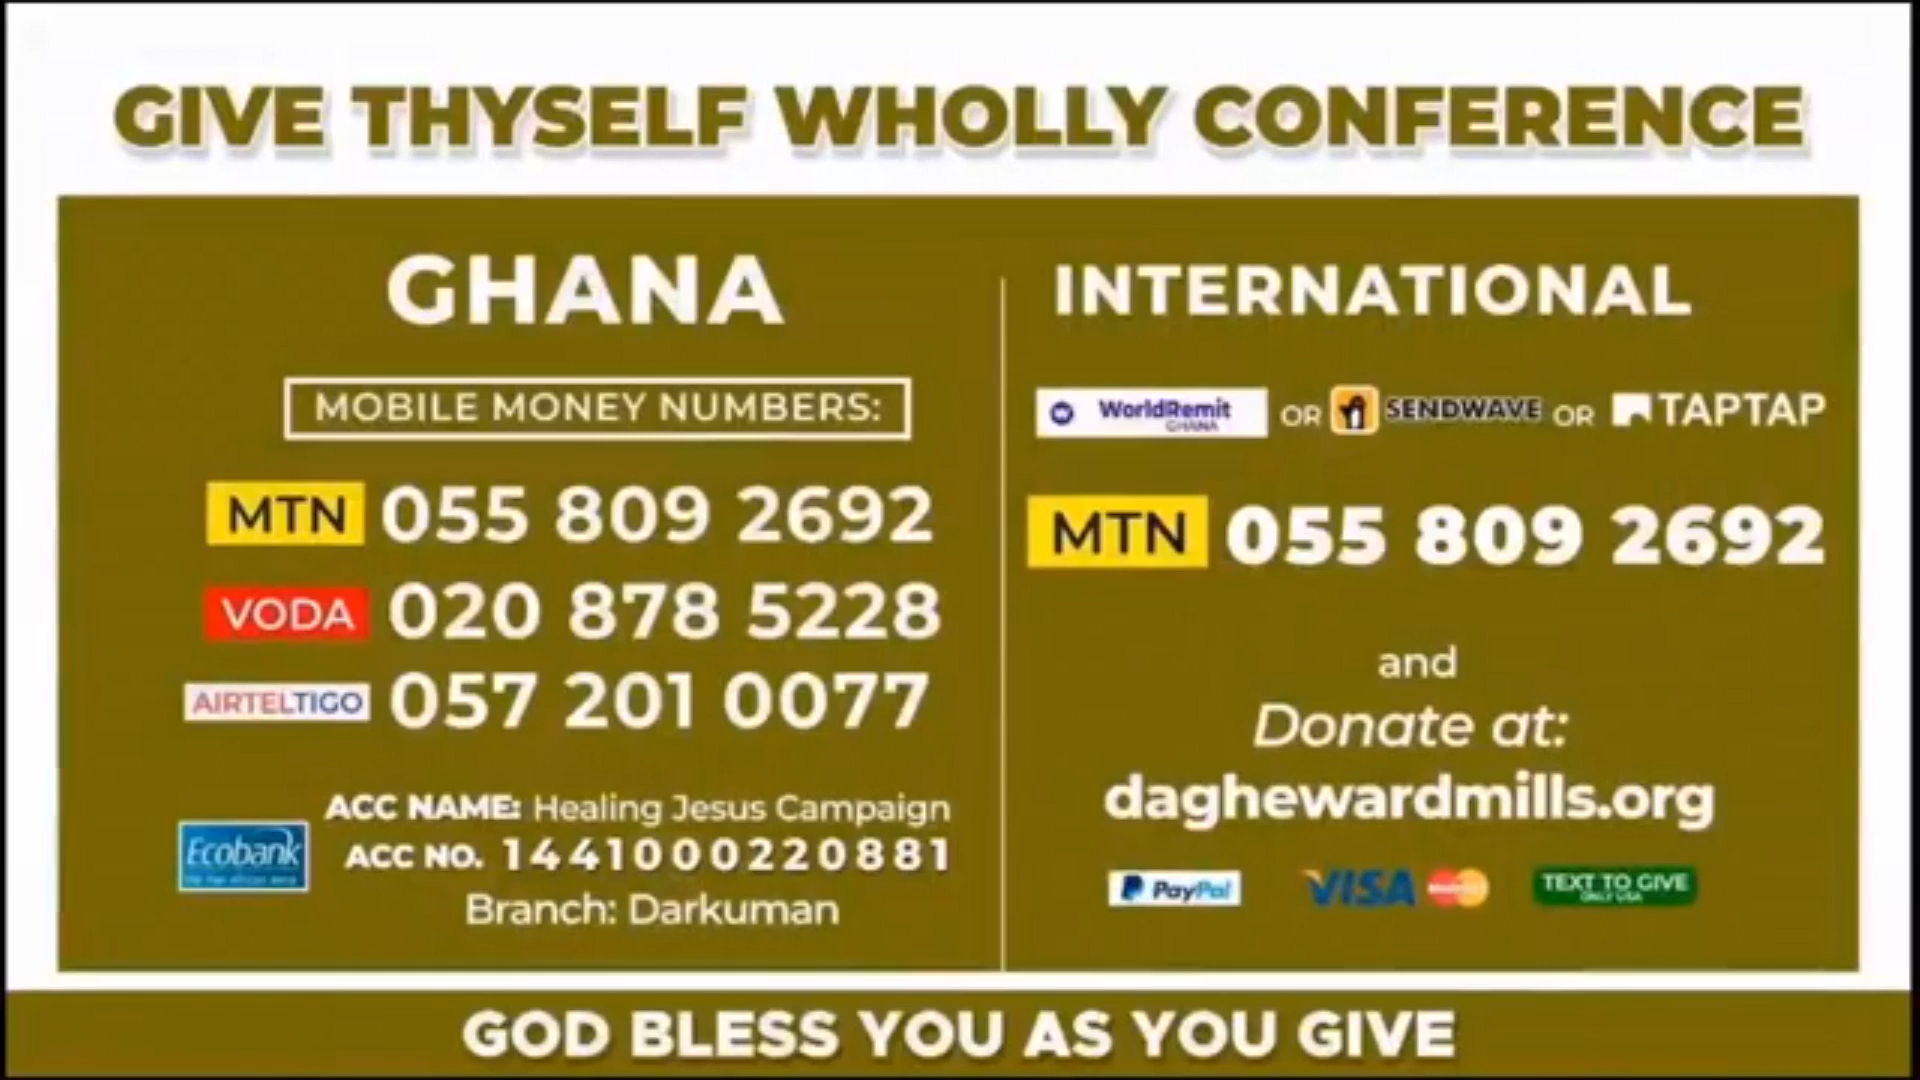 GIVE THYSELF WHOLLY CONFERENCE
GHANA
MOBILE MONEY NUMBERS:
MTN 055 809 2692
VODA 020 878 5228
AIRTELTIGO 057 201 0077
Ecobank
ACC NAME: Healing Jesus Campaign
ACC NO. 1441000220881
Branch: Darkuman
INTERNATIONAL
WorldRemit GHANA OR SENDWAVE OR TAPTAP
MTN 055 809 2692
and
Donate at:
daghewardmills.org
PayPal VISA TEXT TO GIVE
ONLY USA
GOD BLESS YOU AS YOU GIVE